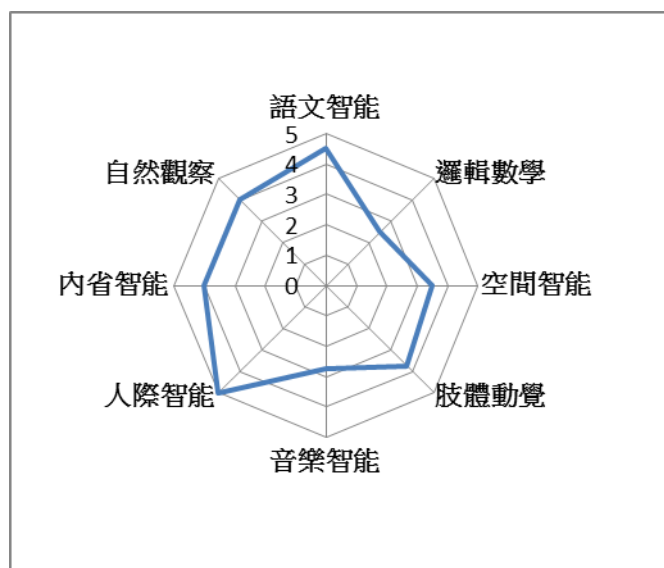 語文智能
5
自然觀察
4
邏輯數學
3
2
1
內省智能
0
空間智能
人際智能
肢體動覺
音樂智能